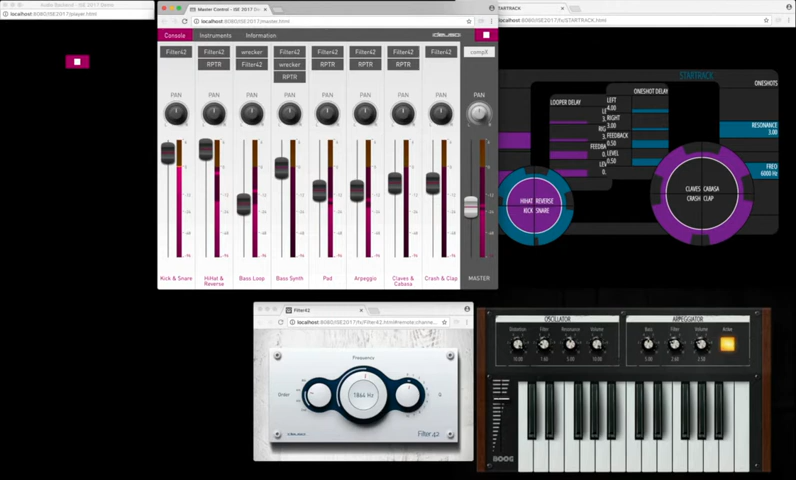 Audio Backend - ISE 2017 Demo
localhost:8080/ISE2017/player.html
Master Control - ISE 2017 De
localhost:8080/ISE2017/master.html
Console
Instruments
Information
Filter42
Filter42
RPTR
wrecker
Filter42
Filter42
wrecker
RPTR
Filter42
RPTR
Filter42
RPTR
Filter42
RPTR
Filter42
PAN
PAN
PAN
PAN
PAN
PAN
PAN
PAN
PAN
Kick & Snare
HiHat &
Reverse
Bass Loop
Bass Synth
Pad
Arpeggio
Claves &
Cabasa
Crash & Clap
MASTER
STARTRACK
localhost:8080/ISE2017/fx/STARTRACK.html
STARTRACK
ONESHOTS
LOOPER DELAY
ONESHOT DELAY
LEFT
4.00
RIGHT
3.00
FEEDBACK
0.50
LEVEL
0.50
RESONANCE
3.00
FREQ
6000 Hz
HIHAT REVERSE
KICK SNARE
CLAVES CABASA
CRASH CLAP
Filter42
localhost:8080/ISE2017/fx/Filter42.html#remote:channe...
Frequency
Order
7864 Hz
Q
Filter 42
OSCILLATOR
ARPEGGIATOR
Distortion
Filter
Resonance
Volume
Bass
Filter
Volume
Active
BOOG